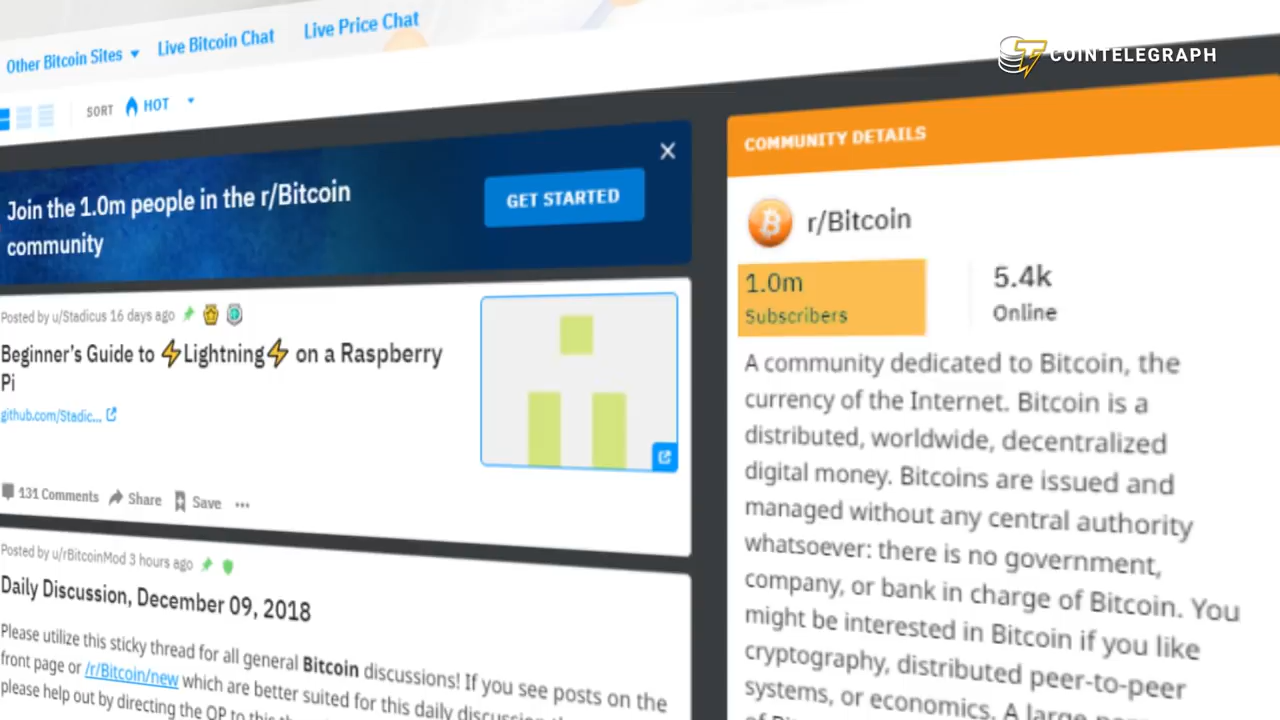 Other Bitcoin Sites
Live Bitcoin Chat
Live Price Chat
COINTELEGRAPH
SORT
HOT
Join the 1.0m people in the r/Bitcoin
community
GET STARTED
Posted by u/Stadicus 16 days ago
Beginner's Guide to ⚡Lightning⚡ on a Raspberry
Pi
github.com/Stadic...
131 Comments
Share
Save
Posted by u/rBitcoinMod 3 hours ago
Daily Discussion, December 09, 2018
Please utilize this sticky thread for all general Bitcoin discussions! If you see posts on the
front page or /r/Bitcoin/new which are better suited for this daily discussion
please help out by directing the OP to this
COMMUNITY DETAILS
r/Bitcoin
1.0m
Subscribers
5.4k
Online
A community dedicated to Bitcoin, the
currency of the Internet. Bitcoin is a
distributed, worldwide, decentralized
digital money. Bitcoins are issued and
managed without any central authority
whatsoever: there is no government,
company, or bank in charge of Bitcoin. You
might be interested in Bitcoin if you like
cryptography, distributed peer-to-peer
systems, or economics. A large